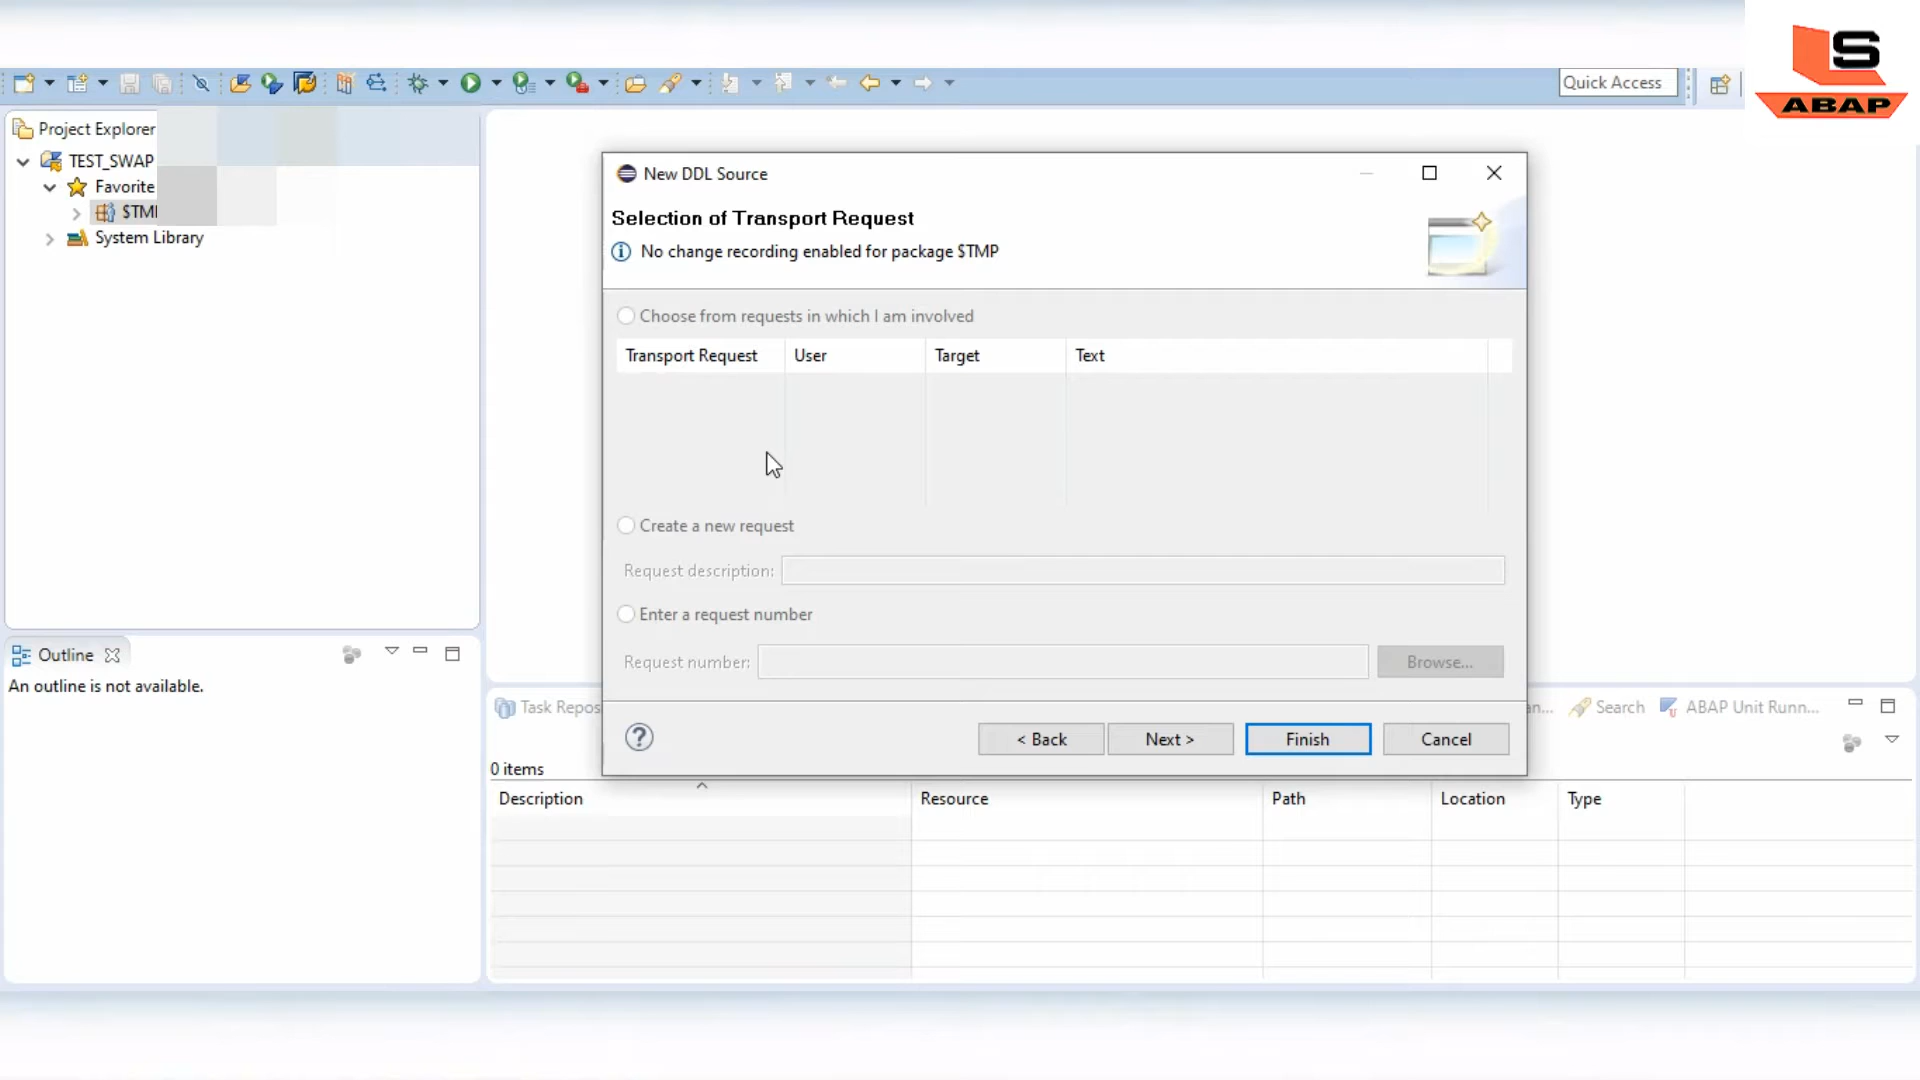 LS
ABAP
Quick Access
Project Explorer
TEST_SWAP
Favorite
$TM
System Library
New DDL Source
Selection of Transport Request
No change recording enabled for package $TMP
Choose from requests in which I am involved
Transport Request User Target Text
Create a new request
Request description:
Enter a request number
Request number:
Browse...
< Back Next > Finish Cancel
Outline
An outline is not available.
Task Repos
an... Search ABAP Unit Runn...
0 items
Description Resource Path Location Type